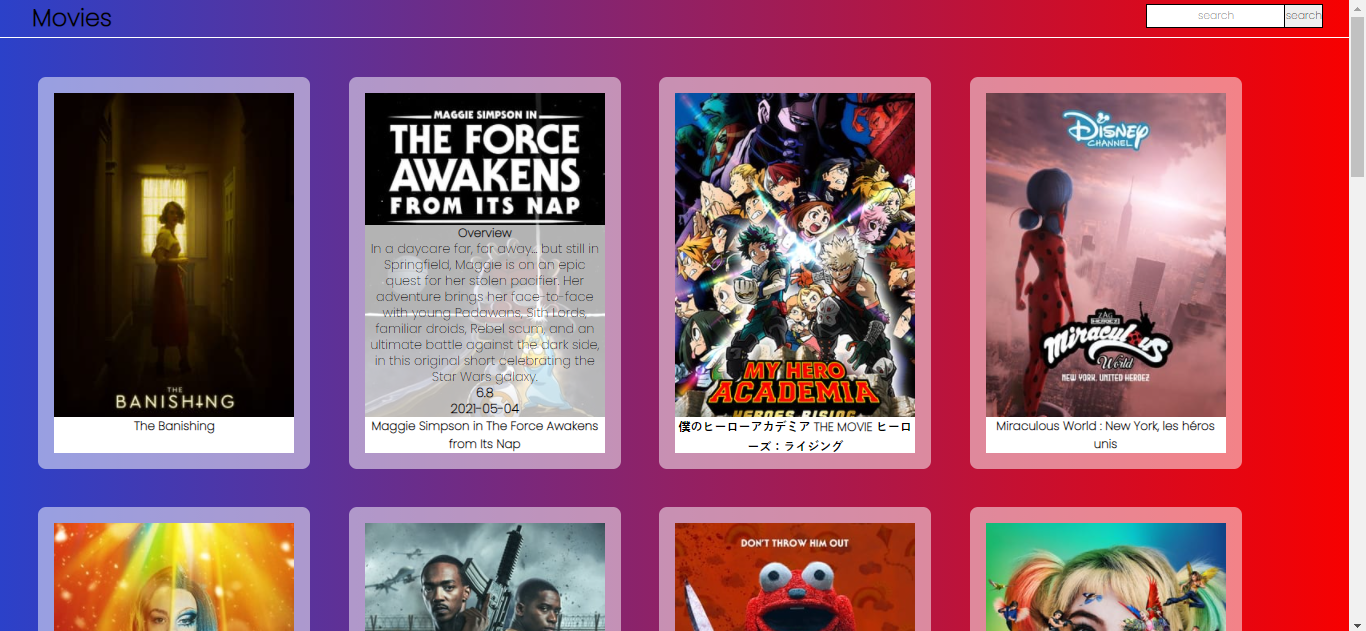 Movies
search
search
THE
BANISHING
The Banishing
MAGGIE SIMPSON IN
THE FORCE
AWAKENS
FROM ITS NAP
Overview
In a daycare far, far away… but still in
Springfield, Maggie is on an epic
quest for her stolen pacifier. Her
adventure brings her face-to-face
with young Padawans, Sith Lords,
familiar droids, Rebel scum, and an
ultimate battle against the dark side,
in this original short celebrating the
Star Wars galaxy.
6.8
2021-05-04
Maggie Simpson in The Force Awakens
from Its Nap
MY HERO
ACADEMIA
HEROES RISING
僕のヒーローアカデミア THE MOVIE ヒーロ
ーズ：ライジング
Disney
CHANNEL
ZAG
HEROEZ
Miraculous
World
NEW YORK, UNITED HEROEZ
Miraculous World : New York, les héros
unis
DON'T THROW HIM OUT